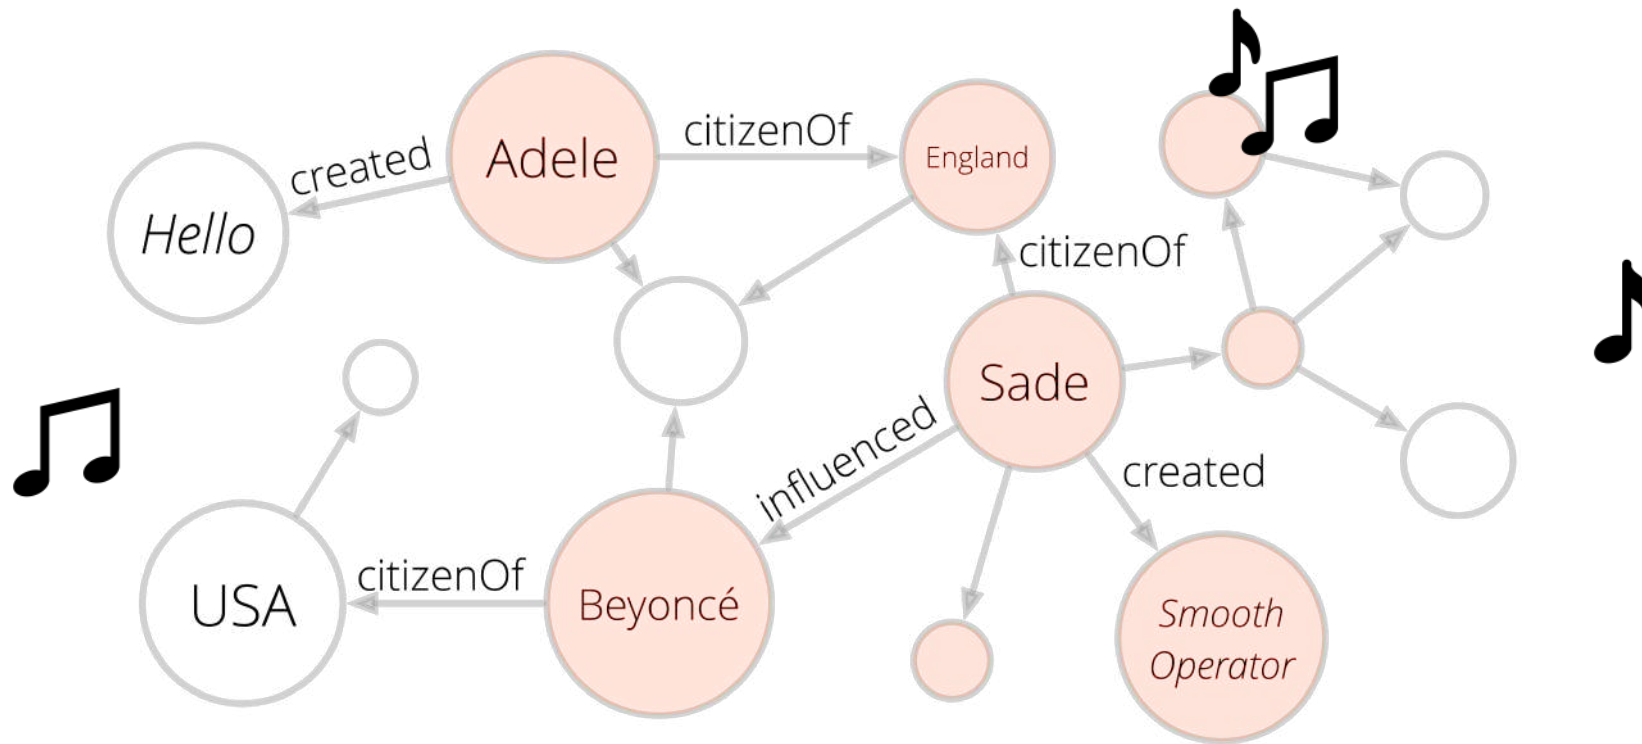 Adele
citizenOf
England
created
Hello
citizenOf
Sade
influenced
created
USA
citizenOf
Beyoncé
Smooth
Operator